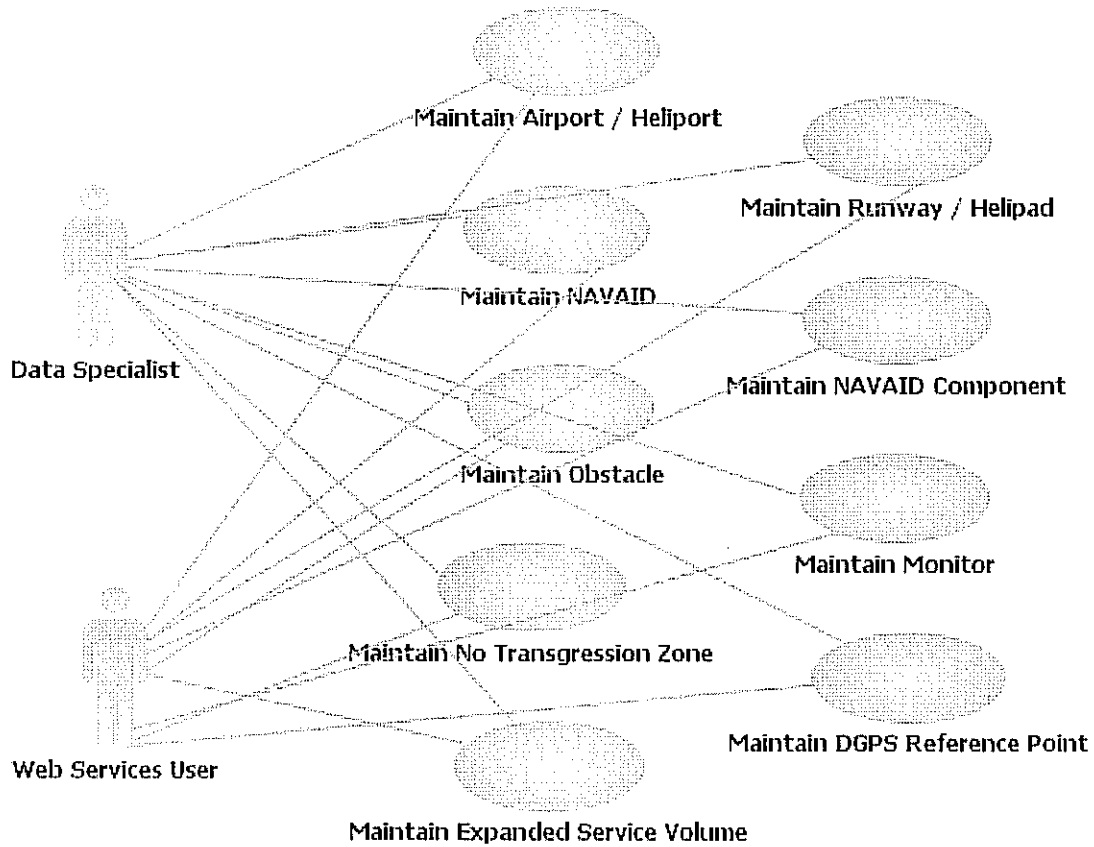 Maintain Airport / Heliport
Maintain Runway / Helipad
Maintain NAVAID
Data Specialist
Maintain NAVAID Component
Maintain Obstacle
Maintain Monitor
Maintain No Transgression Zone
Maintain DGPS Reference Point
Web Services User
Maintain Expanded Service Volume